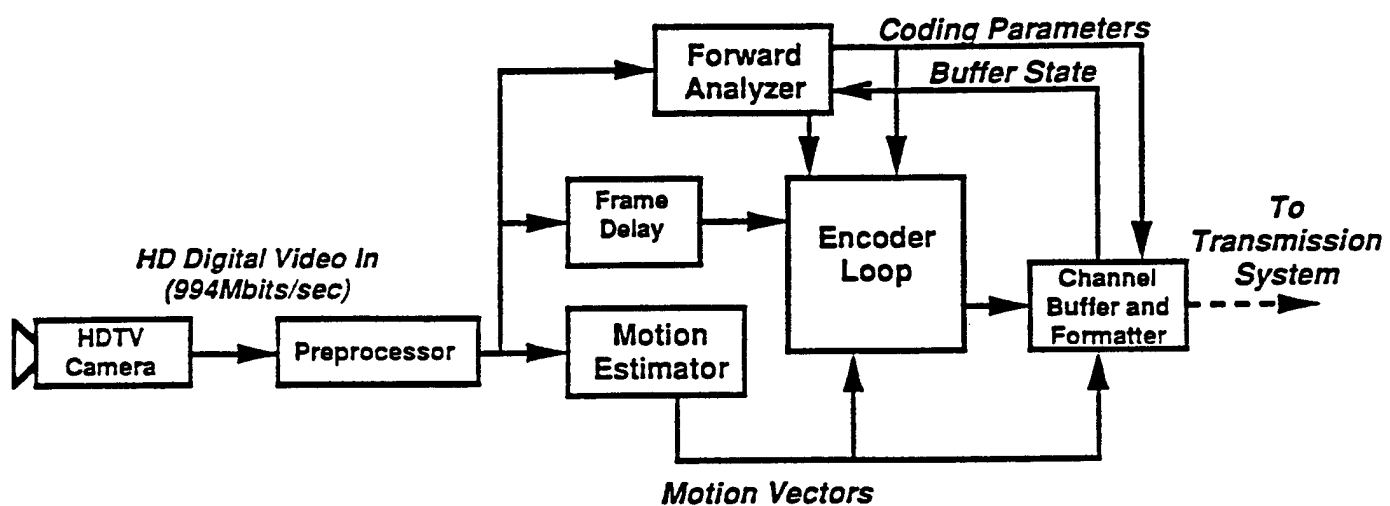 Coding Parameters
Forward
Analyzer
Buffer State
Frame
Delay
Encoder
Loop
To
Transmission
System
HD Digital Video In
(994Mbits/sec)
Channel
Buffer and
Formatter
HDTV
Camera
Preprocessor
Motion
Estimator
Motion Vectors